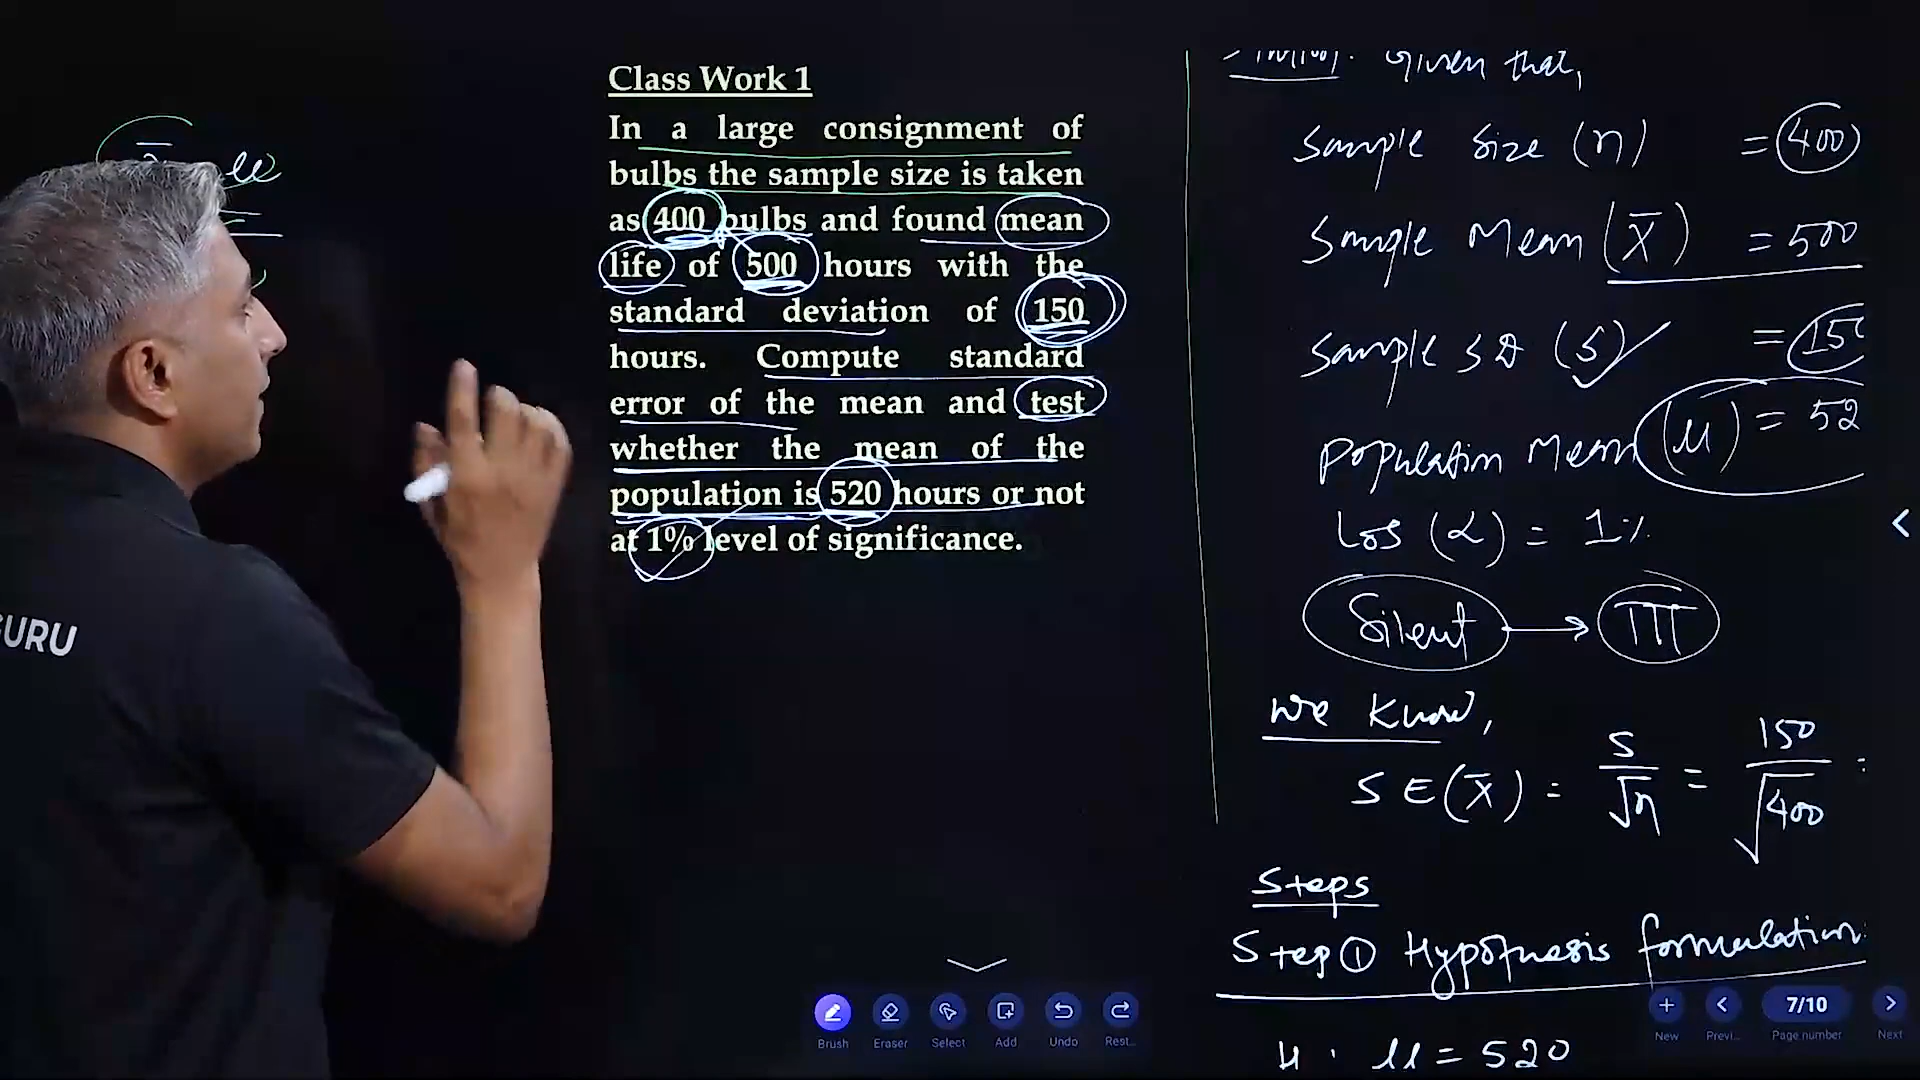 Class Work 1
In a large consignment of
bulbs the sample size is taken
as 400 bulbs and found mean
life of 500 hours with the
standard deviation of 150
hours. Compute standard
error of the mean and test
whether the mean of the
population is 520 hours or not
at 1% level of significance.
Given that,
Sample Size (n) = 400
Sample Mean (X̄) = 500
Sample SD (S) = 150
Population Mean (μ) = 52
Los (α) = 1%
Silent → TTT
We Know,
SE(X̄) = S/√n = 150/√400 =
Steps
Step ① Hypothesis formulation:
μ = 520
GURU
Brush Eraser Select Add Undo Rest...
New Previ... 7/10 Page number Next